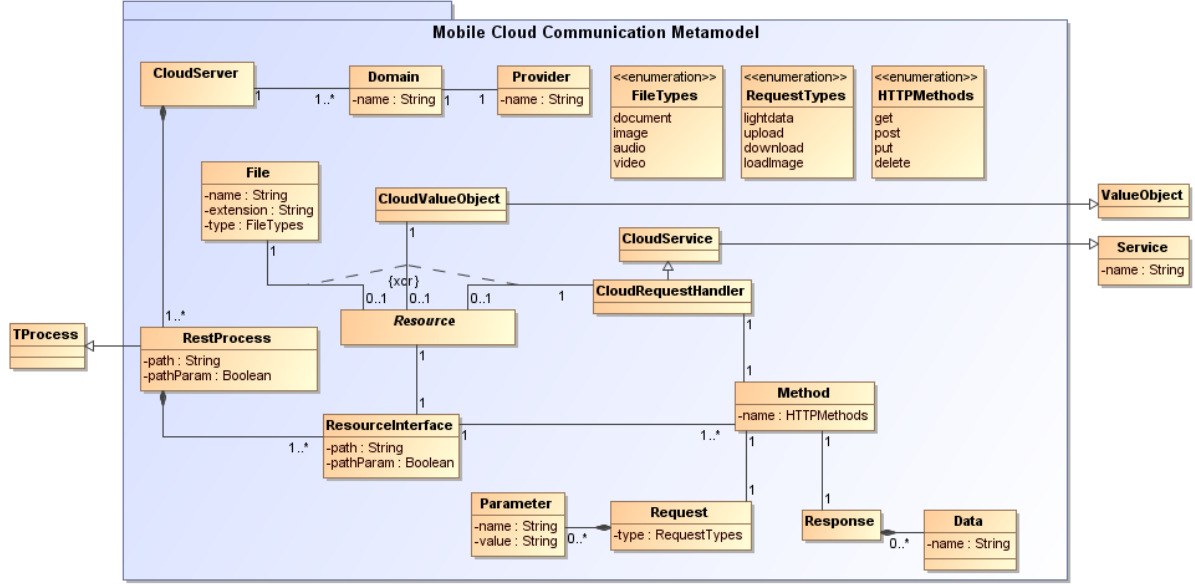 Mobile Cloud Communication Metamodel
CloudServer
1
1..*
Domain
-name : String
1
1
Provider
-name : String
<<enumeration>>
FileTypes
document
image
audio
video
<<enumeration>>
RequestTypes
lightdata
upload
download
loadImage
<<enumeration>>
HTTPMethods
get
post
put
delete
File
-name : String
-extension : String
-type : FileTypes
1
CloudValueObject
1
ValueObject
CloudService
Service
-name : String
{xor}
0..1
0..1
0..1
1
CloudRequestHandler
1
Resource
1
1..*
TProcess
RestProcess
-path : String
-pathParam : Boolean
1
Method
-name : HTTPMethods
1
1
1
ResourceInterface
-path : String
-pathParam : Boolean
1..*
1
1..*
1
1
Parameter
-name : String
-value : String
0..*
Request
-type : RequestTypes
Response
0..*
Data
-name : String